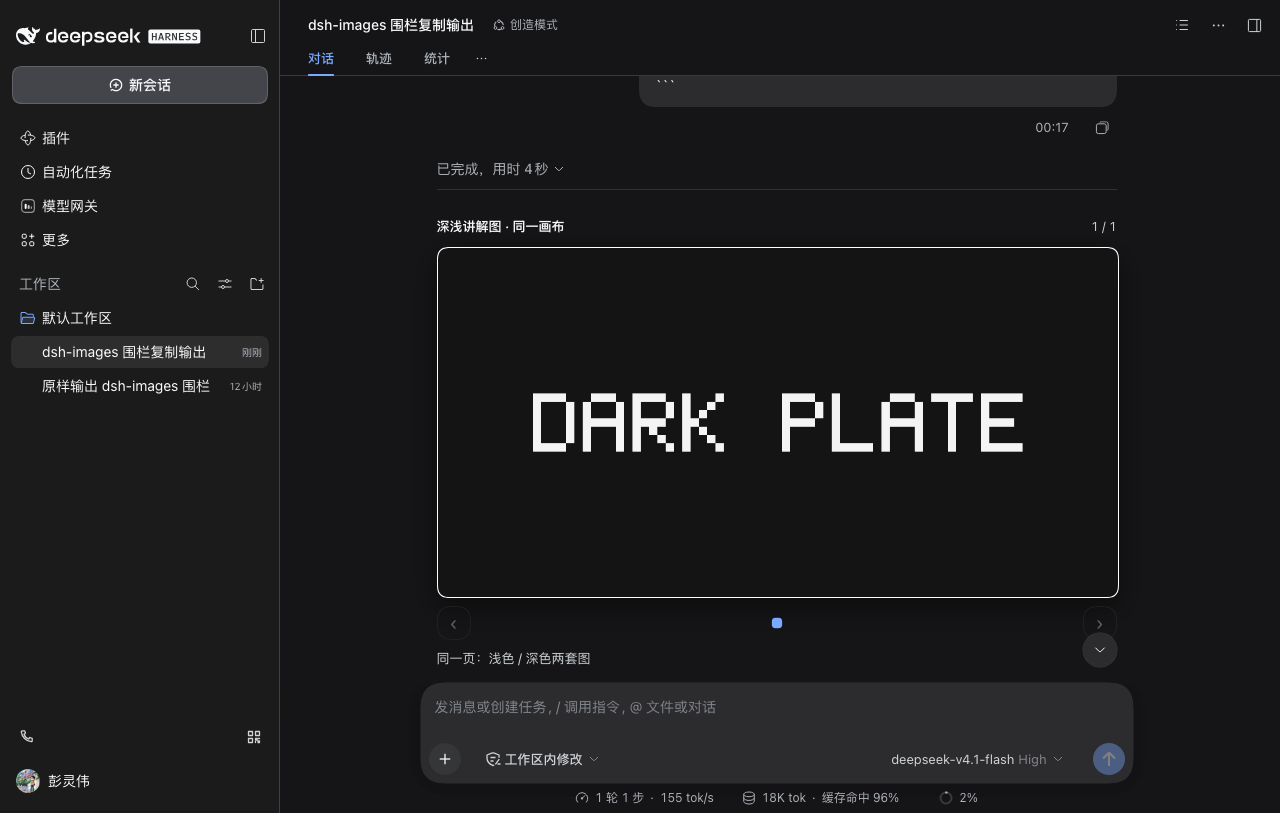 deepseek HARNESS
新会话
插件
自动化任务
模型网关
更多
工作区
默认工作区
dsh-images 围栏复制输出 刚刚
原样输出 dsh-images 围栏 12小时
彭灵伟
dsh-images 围栏复制输出 创造模式
对话 轨迹 统计 ···
```
00:17
已完成，用时 4秒
深浅讲解图 · 同一画布 1 / 1
DARK PLATE
同一页：浅色 / 深色两套图
发消息或创建任务, / 调用指令, @ 文件或对话
工作区内修改 deepseek-v4.1-flash High
1 轮 1 步 · 155 tok/s 18K tok · 缓存命中 96% 2%